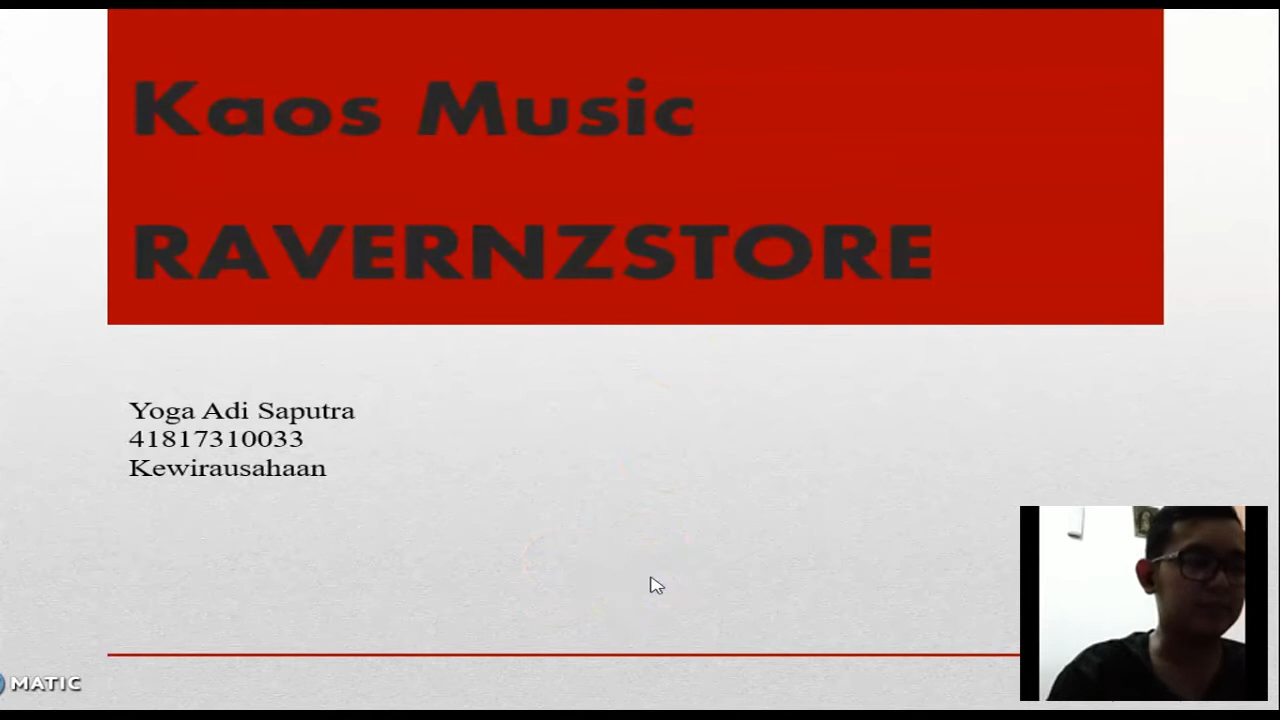 Kaos Music
RAVERNZSTORE
Yoga Adi Saputra
41817310033
Kewirausahaan
MATIC